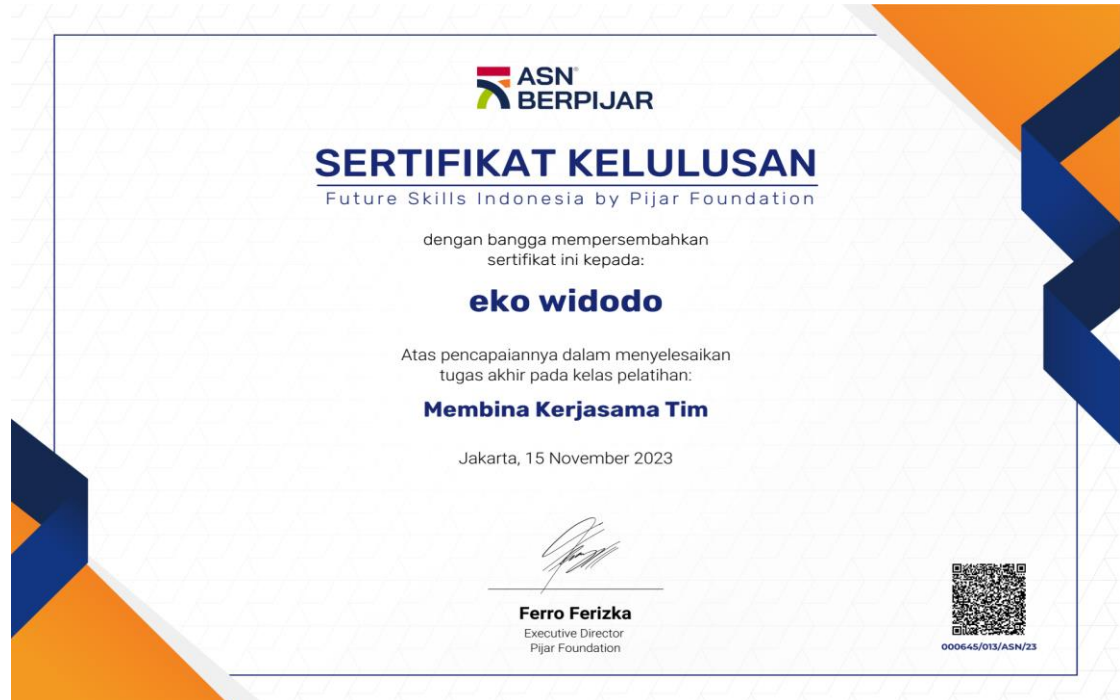 ASN
BERPIJAR
SERTIFIKAT KELULUSAN
Future Skills Indonesia by Pijar Foundation
dengan bangga mempersembahkan
sertifikat ini kepada:
eko widodo
Atas pencapaiannya dalam menyelesaikan
tugas akhir pada kelas pelatihan:
Membina Kerjasama Tim
Jakarta, 15 November 2023
Ferro Ferizka
Executive Director
Pijar Foundation
000645/013/ASN/23